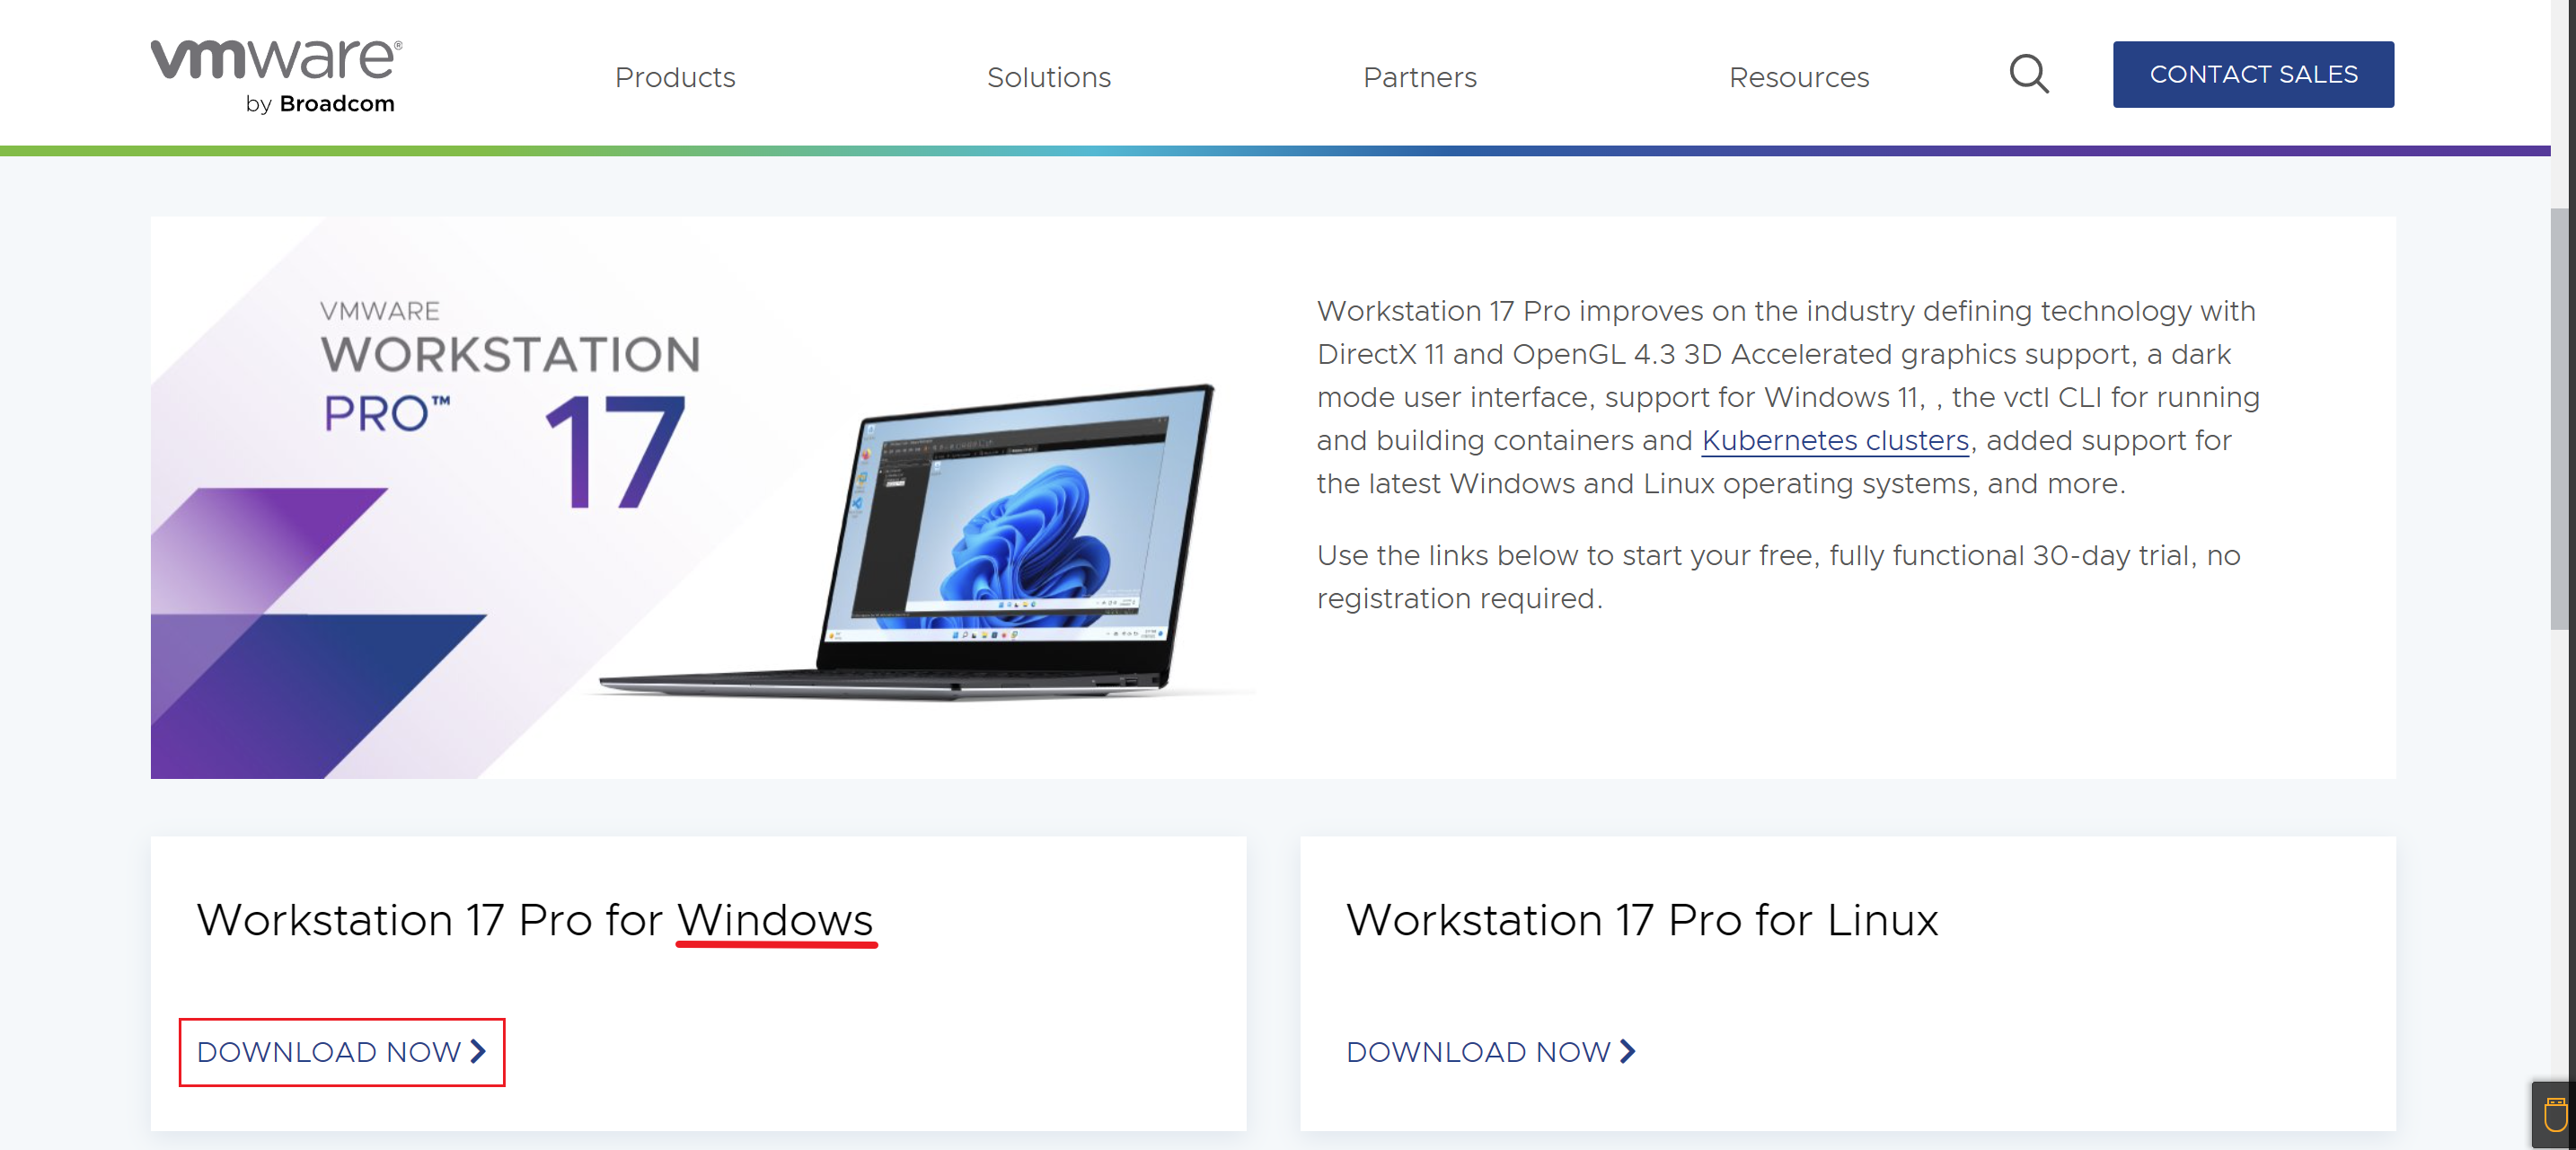 vmware®
by Broadcom
Products
Solutions
Partners
Resources
CONTACT SALES
VMWARE
WORKSTATION
PRO™ 17
Workstation 17 Pro improves on the industry defining technology with
DirectX 11 and OpenGL 4.3 3D Accelerated graphics support, a dark
mode user interface, support for Windows 11, , the vctl CLI for running
and building containers and Kubernetes clusters, added support for
the latest Windows and Linux operating systems, and more.
Use the links below to start your free, fully functional 30-day trial, no
registration required.
Workstation 17 Pro for Windows
DOWNLOAD NOW
Workstation 17 Pro for Linux
DOWNLOAD NOW